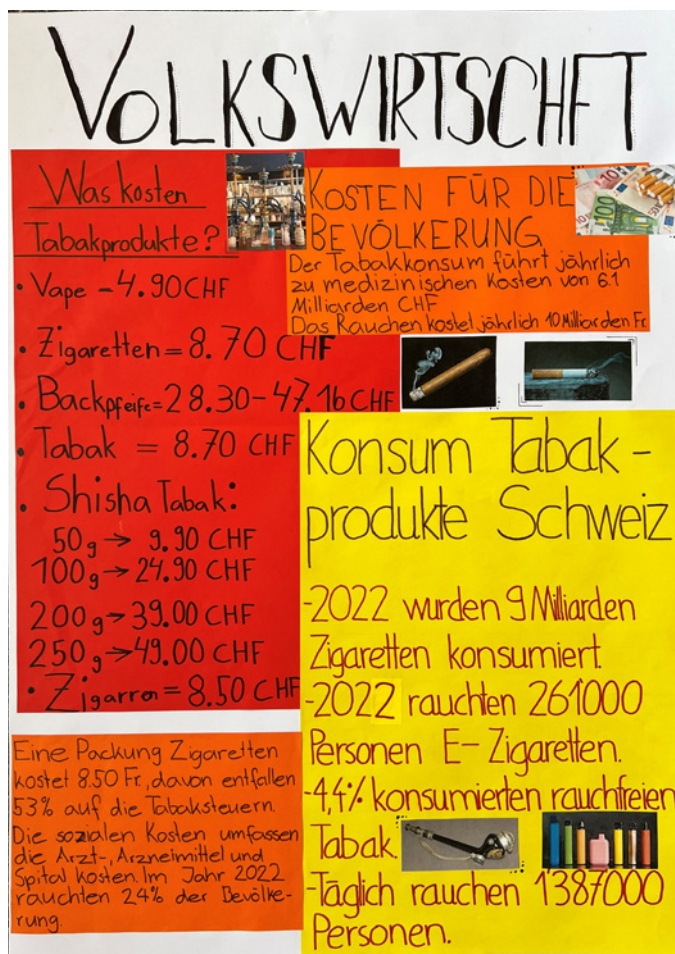 VOLKSWIRTSCHFT
Was kosten
Tabakprodukte?
• Vape - 4.90 CHF
• Zigaretten = 8.70 CHF
• Backpfeife = 28.30-47.16 CHF
• Tabak = 8.70 CHF
• Shisha Tabak:
50g → 9.90 CHF
100g → 24.90 CHF
200g → 39.00 CHF
250g → 49.00 CHF
• Zigarren = 8.50 CHF
KOSTEN FÜR DIE
BEVÖLKERUNG
Der Tabakkonsum führt jährlich
zu medizinischen Kosten von 6.1
Milliarden CHF
Das Rauchen kostet jährlich 10 Milliarden Fr.
Konsum Tabak-
produkte Schweiz
-2022 wurden 9 Milliarden
Zigaretten konsumiert.
-2022 rauchten 261000
Personen E-Zigaretten.
-4,4% konsumierten rauchfreien
Tabak.
-Täglich rauchen 1'387000
Personen.
Eine Packung Zigaretten
kostet 8.50 Fr., davon entfallen
53% auf die Tabaksteuern.
Die sozialen Kosten umfassen
die Arzt-, Arzneimittel und
Spital Kosten. Im Jahr 2022
rauchten 24% der Bevölke-
rung.
100
10
50